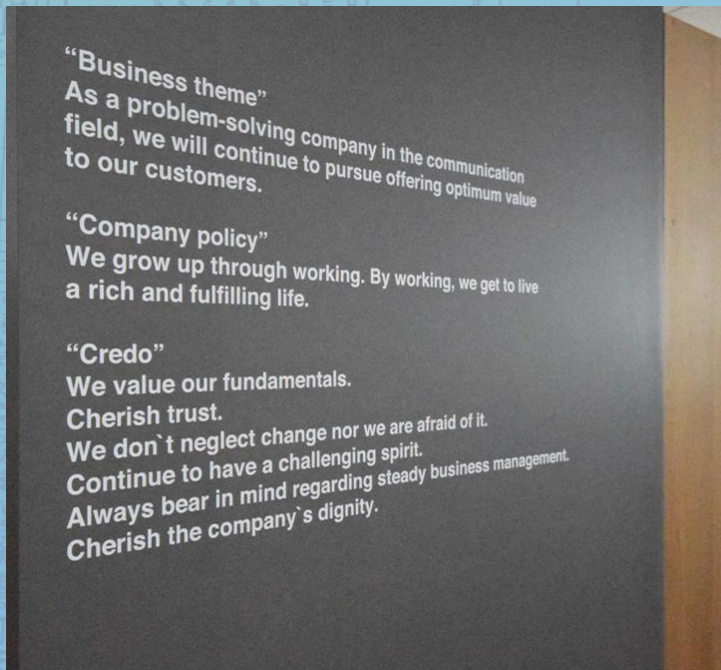 “Business theme”
As a problem-solving company in the communication
field, we will continue to pursue offering optimum value
to our customers.
“Company policy”
We grow up through working. By working, we get to live
a rich and fulfilling life.
“Credo”
We value our fundamentals.
Cherish trust.
We don`t neglect change nor we are afraid of it.
Continue to have a challenging spirit.
Always bear in mind regarding steady business management.
Cherish the company`s dignity.